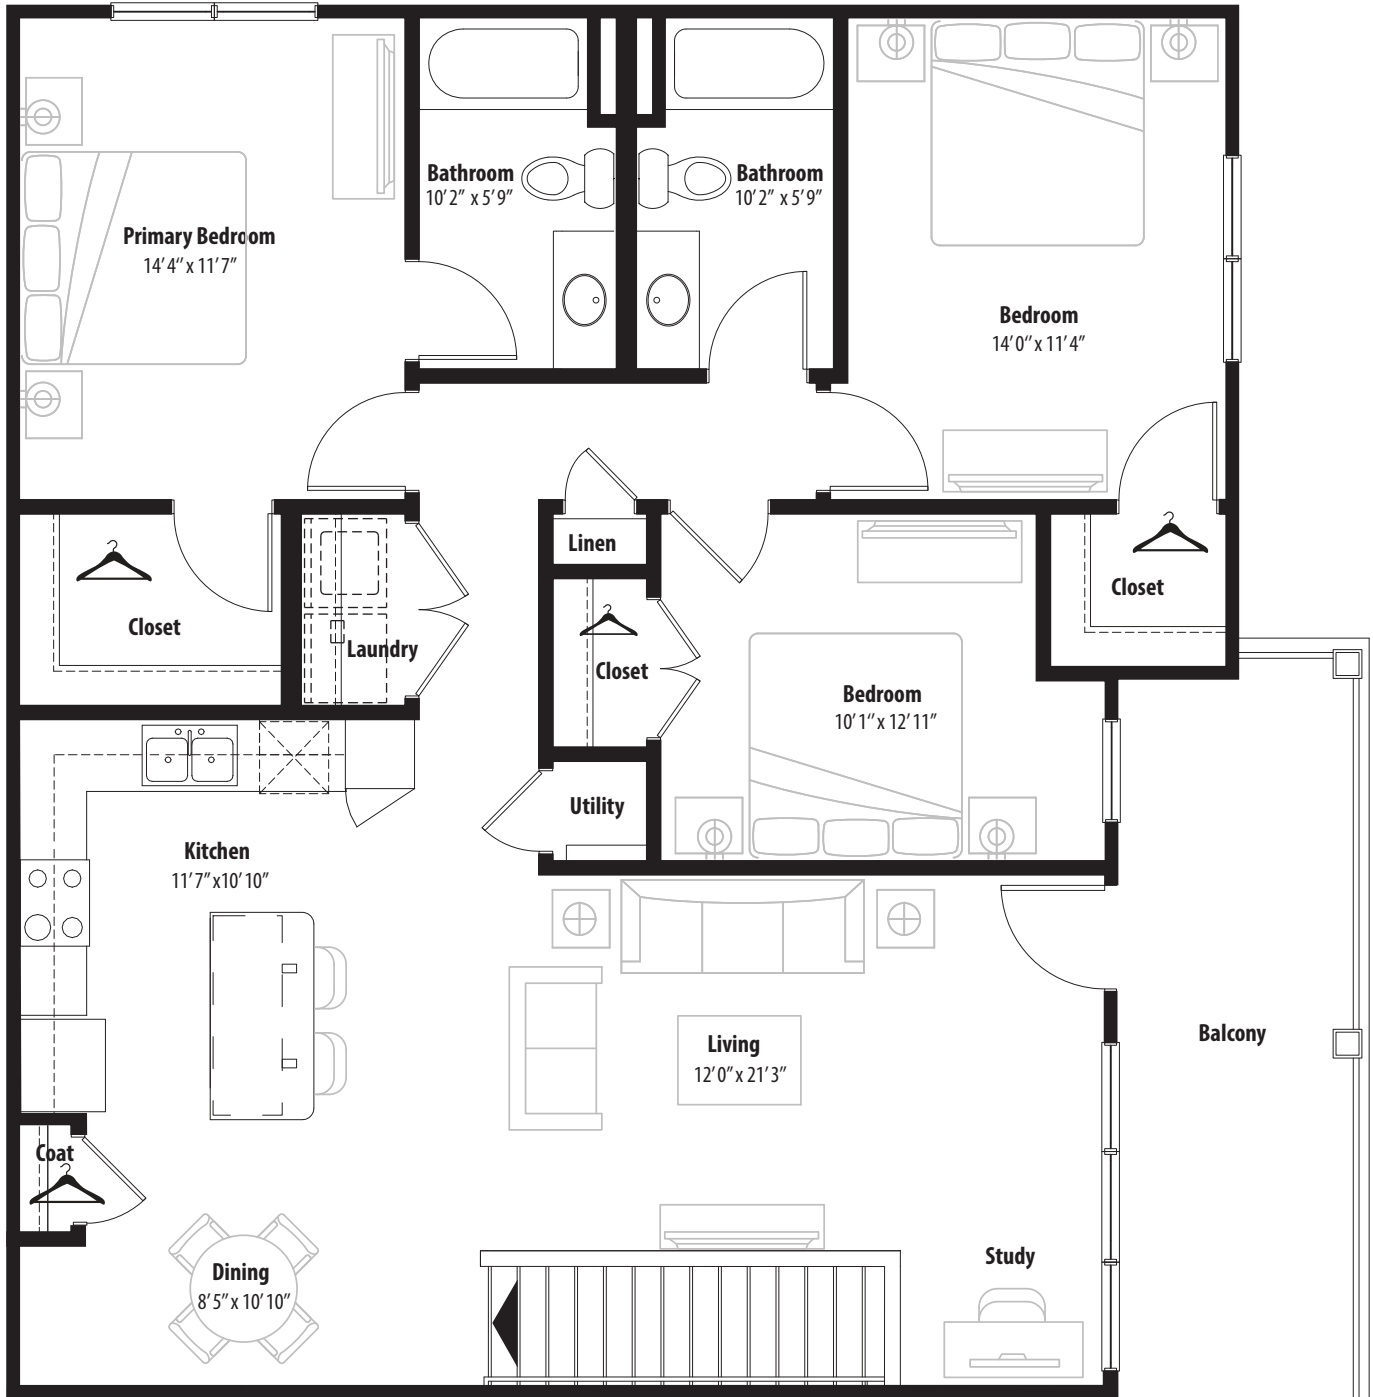 Bathroom
10'2" x 5'9"
Bathroom
10'2" x 5'9"
Primary Bedroom
14'4" x 11'7"
Bedroom
14'0" x 11'4"
Linen
Closet
Closet
Laundry
Closet
Bedroom
10'1" x 12'11"
Utility
Kitchen
11'7" x10'10"
Living
12'0" x 21'3"
Balcony
Coat
Study
Dining
8'5" x 10'10"